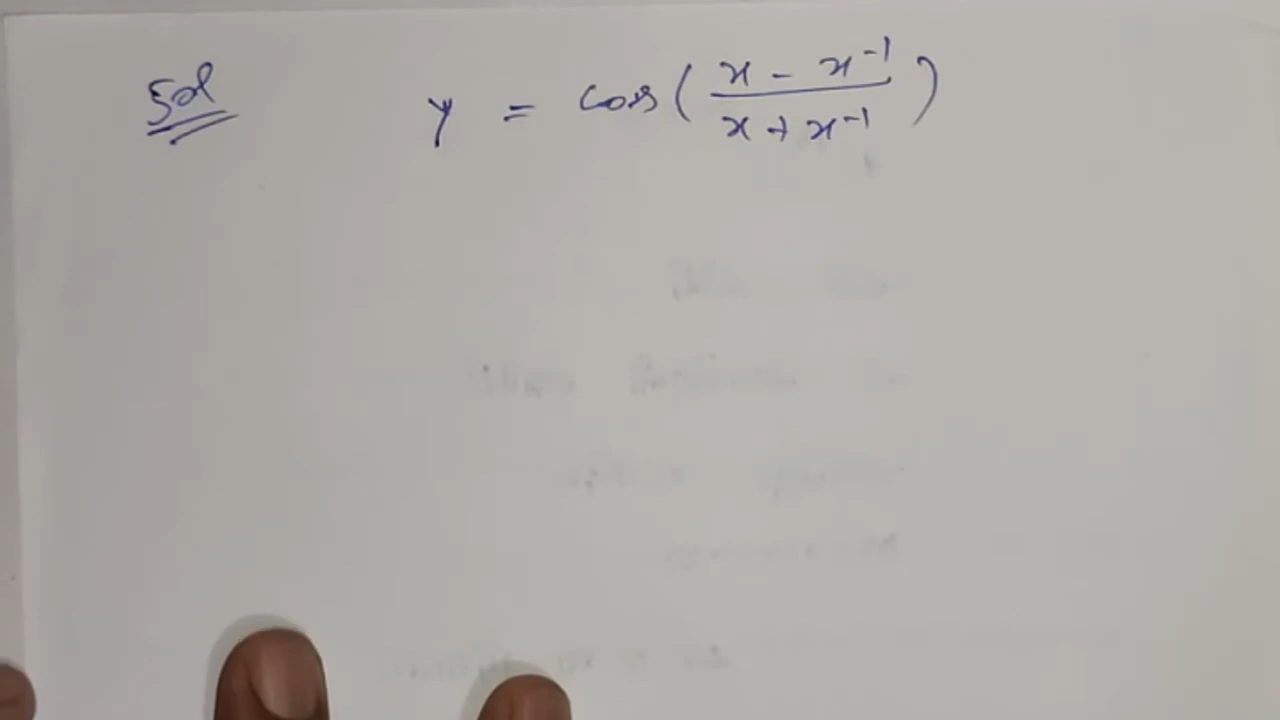 Sol y = cos( (x - x⁻¹) / (x + x⁻¹) )